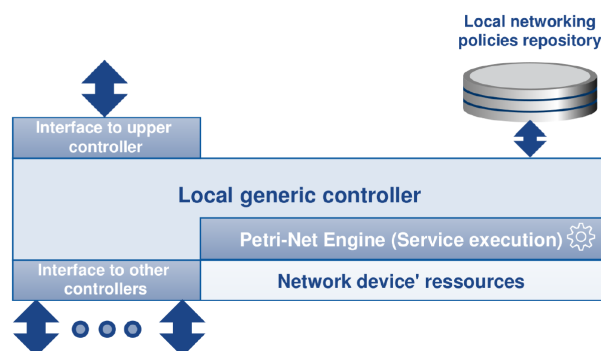 Local networking
policies repository
Interface to upper
controller
Local generic controller
Petri-Net Engine (Service execution)
Interface to other
controllers
Network device' ressources